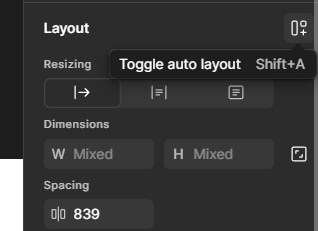 Layout
Resizing
Toggle auto layout Shift+A
Dimensions
W Mixed H Mixed
Spacing
839